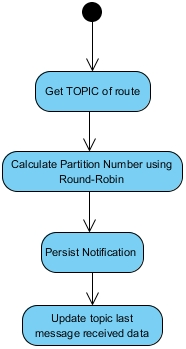 Get TOPIC of route
Calculate Partition Number using
Round-Robin
Persist Notification
Update topic last
message received data